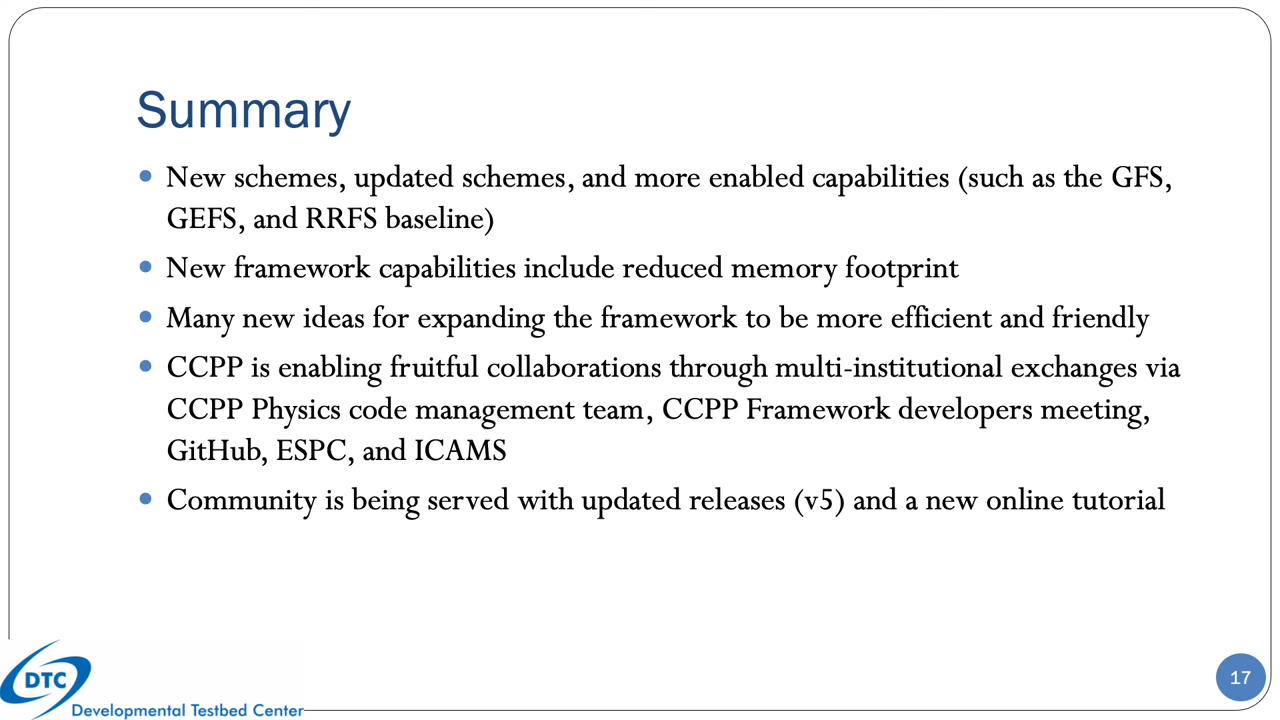 Summary
New schemes, updated schemes, and more enabled capabilities (such as the GFS,
GEFS, and RRFS baseline)
New framework capabilities include reduced memory footprint
Many new ideas for expanding the framework to be more efficient and friendly
CCPP is enabling fruitful collaborations through multi-institutional exchanges via
CCPP Physics code management team, CCPP Framework developers meeting,
GitHub, ESPC, and ICAMS
Community is being served with updated releases (v5) and a new online tutorial
DTC
Developmental Testbed Center
17